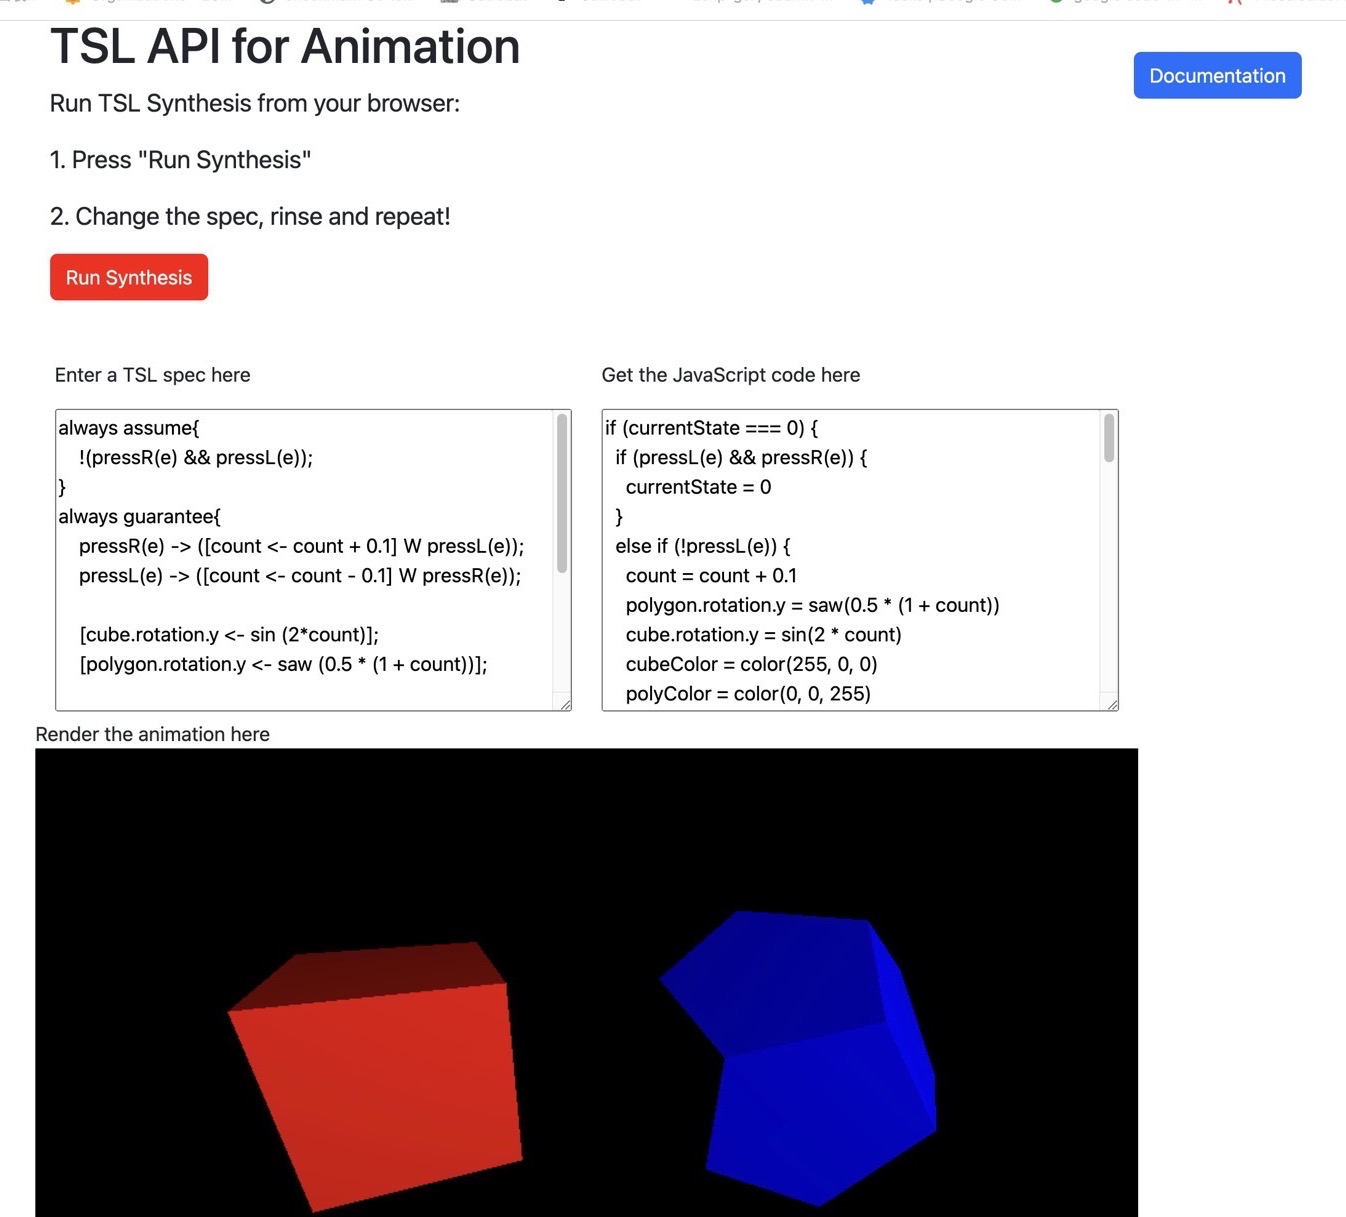 TSL API for Animation
Documentation
Run TSL Synthesis from your browser:
1. Press "Run Synthesis"
2. Change the spec, rinse and repeat!
Run Synthesis
Enter a TSL spec here
always assume{
!(pressR(e) && pressL(e));
}
always guarantee{
pressR(e) -> ([count <- count + 0.1] W pressL(e));
pressL(e) -> ([count <- count - 0.1] W pressR(e));
[cube.rotation.y <- sin (2*count)];
[polygon.rotation.y <- saw (0.5 * (1 + count))];
Get the JavaScript code here
if (currentState === 0) {
if (pressL(e) && pressR(e)) {
currentState = 0
}
else if (!pressL(e)) {
count = count + 0.1
polygon.rotation.y = saw(0.5 * (1 + count))
cube.rotation.y = sin(2 * count)
cubeColor = color(255, 0, 0)
polyColor = color(0, 0, 255)
Render the animation here